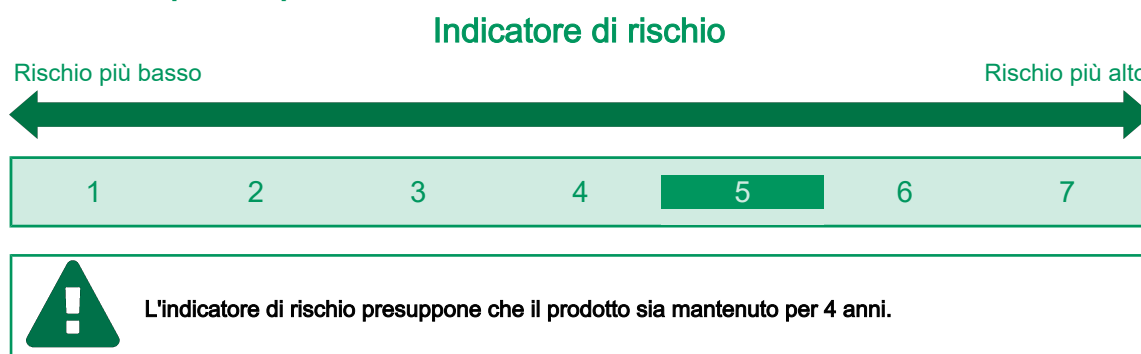 Indicatore di rischio
Rischio più basso Rischio più alto
1 2 3 4 5 6 7
L'indicatore di rischio presuppone che il prodotto sia mantenuto per 4 anni.